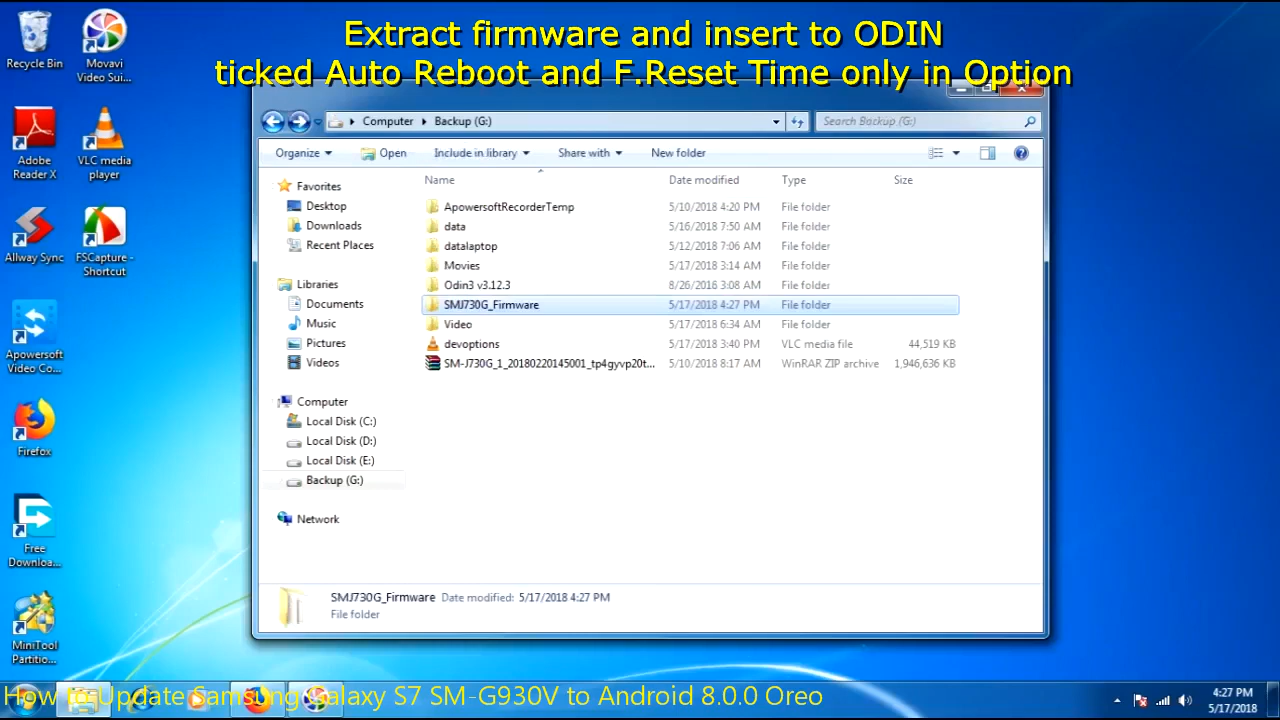 Extract firmware and insert to ODIN
ticked Auto Reboot and F.Reset Time only in Option
Recycle Bin
Movavi
Video Sui...
Adobe
Reader X
VLC media
player
Allway Sync
FSCapture -
Shortcut
Apowersoft
Video Co...
Firefox
Free
Downloa...
MiniTool
Partitio...
Computer
Backup (G:)
Search Backup (G:)
Organize
Open
Include in library
Share with
New folder
Name
Date modified
Type
Size
Favorites
Desktop
Downloads
Recent Places
Libraries
Documents
Music
Pictures
Videos
Computer
Local Disk (C:)
Local Disk (D:)
Local Disk (E:)
Backup (G:)
Network
ApowersoftRecorderTemp 5/10/2018 4:20 PM File folder
data 5/16/2018 7:50 AM File folder
datalaptop 5/12/2018 7:06 AM File folder
Movies 5/17/2018 3:14 AM File folder
Odin3 v3.12.3 8/26/2016 3:08 AM File folder
SMJ730G_Firmware 5/17/2018 4:27 PM File folder
Video 5/17/2018 6:34 AM File folder
devoptions 5/17/2018 3:40 PM VLC media file 44,519 KB
SM-J730G_1_20180220145001_tp4gyvp20t... 5/10/2018 8:17 AM WinRAR ZIP archive 1,946,636 KB
SMJ730G_Firmware Date modified: 5/17/2018 4:27 PM
File folder
How to Update Samsung Galaxy S7 SM-G930V to Android 8.0.0 Oreo
4:27 PM
5/17/2018